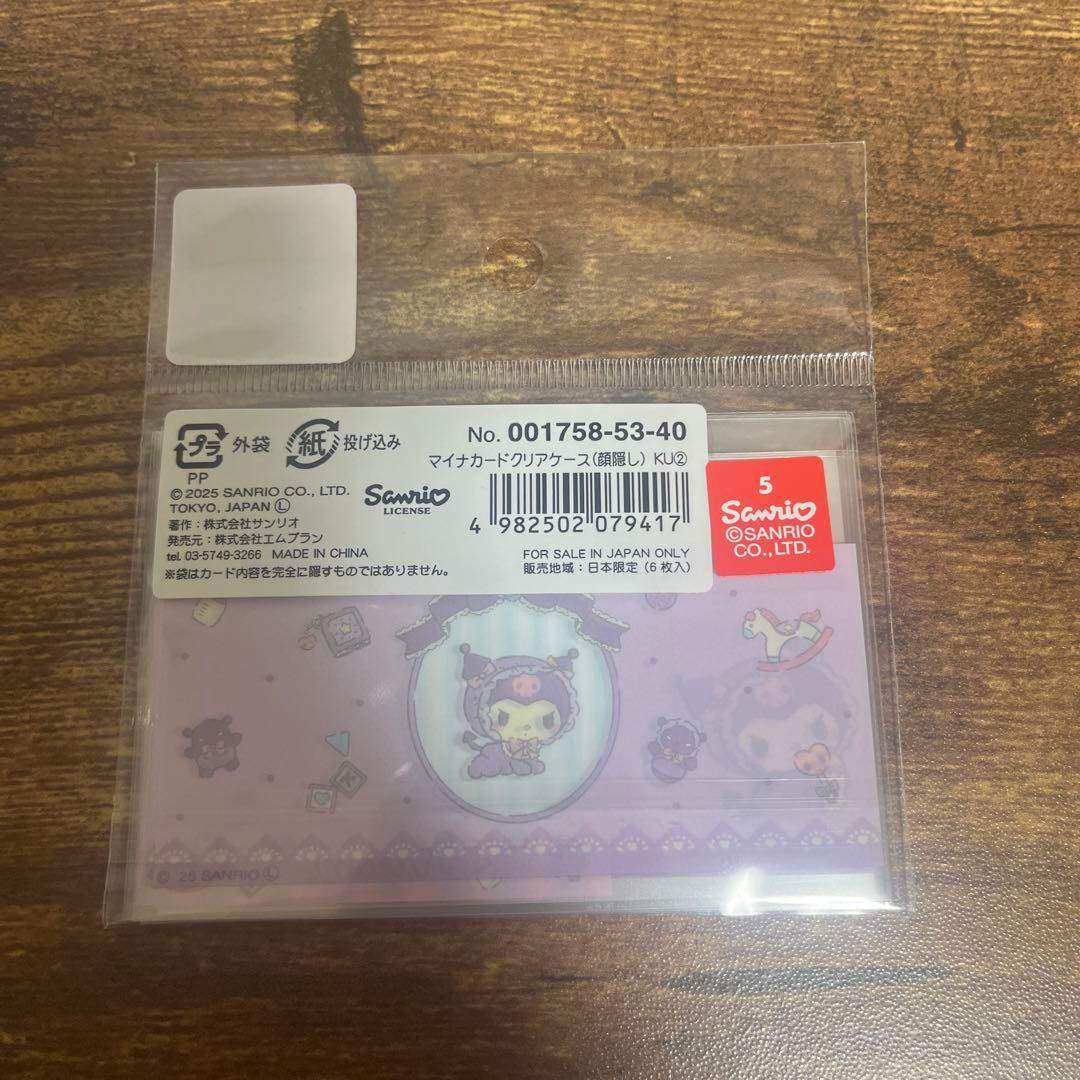 プラ 外袋 紙 投げ込み
PP
No. 001758-53-40
マイナカードクリアケース(顔隠し) KU②
© 2025 SANRIO CO., LTD.
TOKYO, JAPAN Ⓛ
Sanrio
LICENSE
著作:株式会社サンリオ
発売元:株式会社エムプラン
tel. 03-5749-3266 MADE IN CHINA
※袋はカード内容を完全に隠すものではありません。
4 982502 079417
FOR SALE IN JAPAN ONLY
販売地域:日本限定(6枚入)
5
Sanrio
©SANRIO
CO., LTD.
© '25 SANRIO Ⓛ